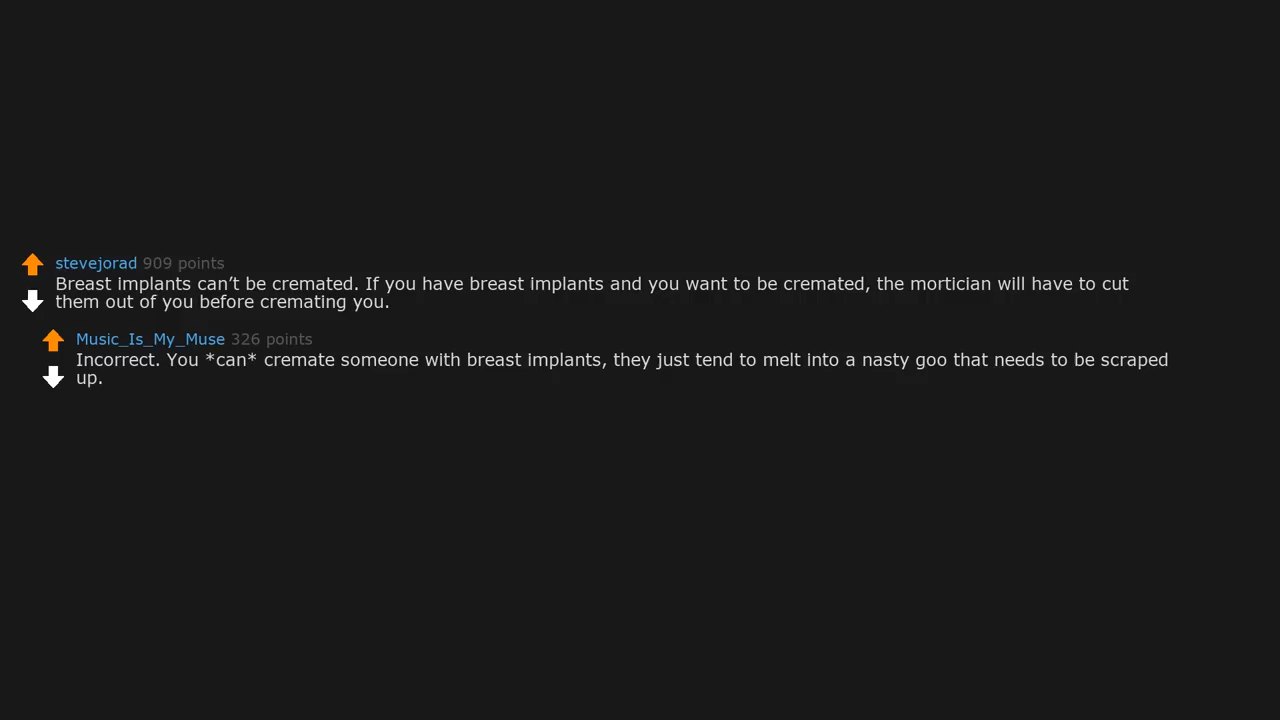 stevejorad 909 points
Breast implants can’t be cremated. If you have breast implants and you want to be cremated, the mortician will have to cut
them out of you before cremating you.
Music_Is_My_Muse 326 points
Incorrect. You *can* cremate someone with breast implants, they just tend to melt into a nasty goo that needs to be scraped
up.